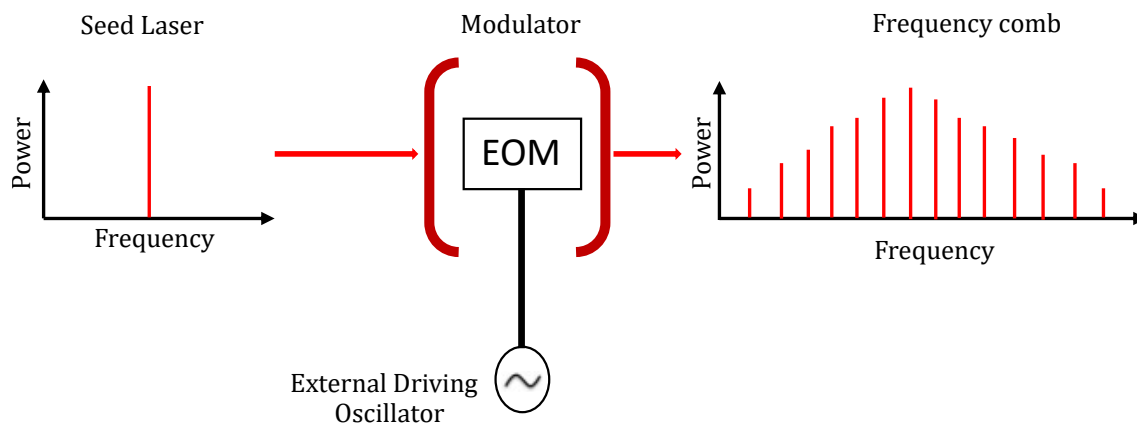 Seed Laser
Modulator
Frequency comb
Power
Frequency
EOM
Power
Frequency
External Driving
Oscillator